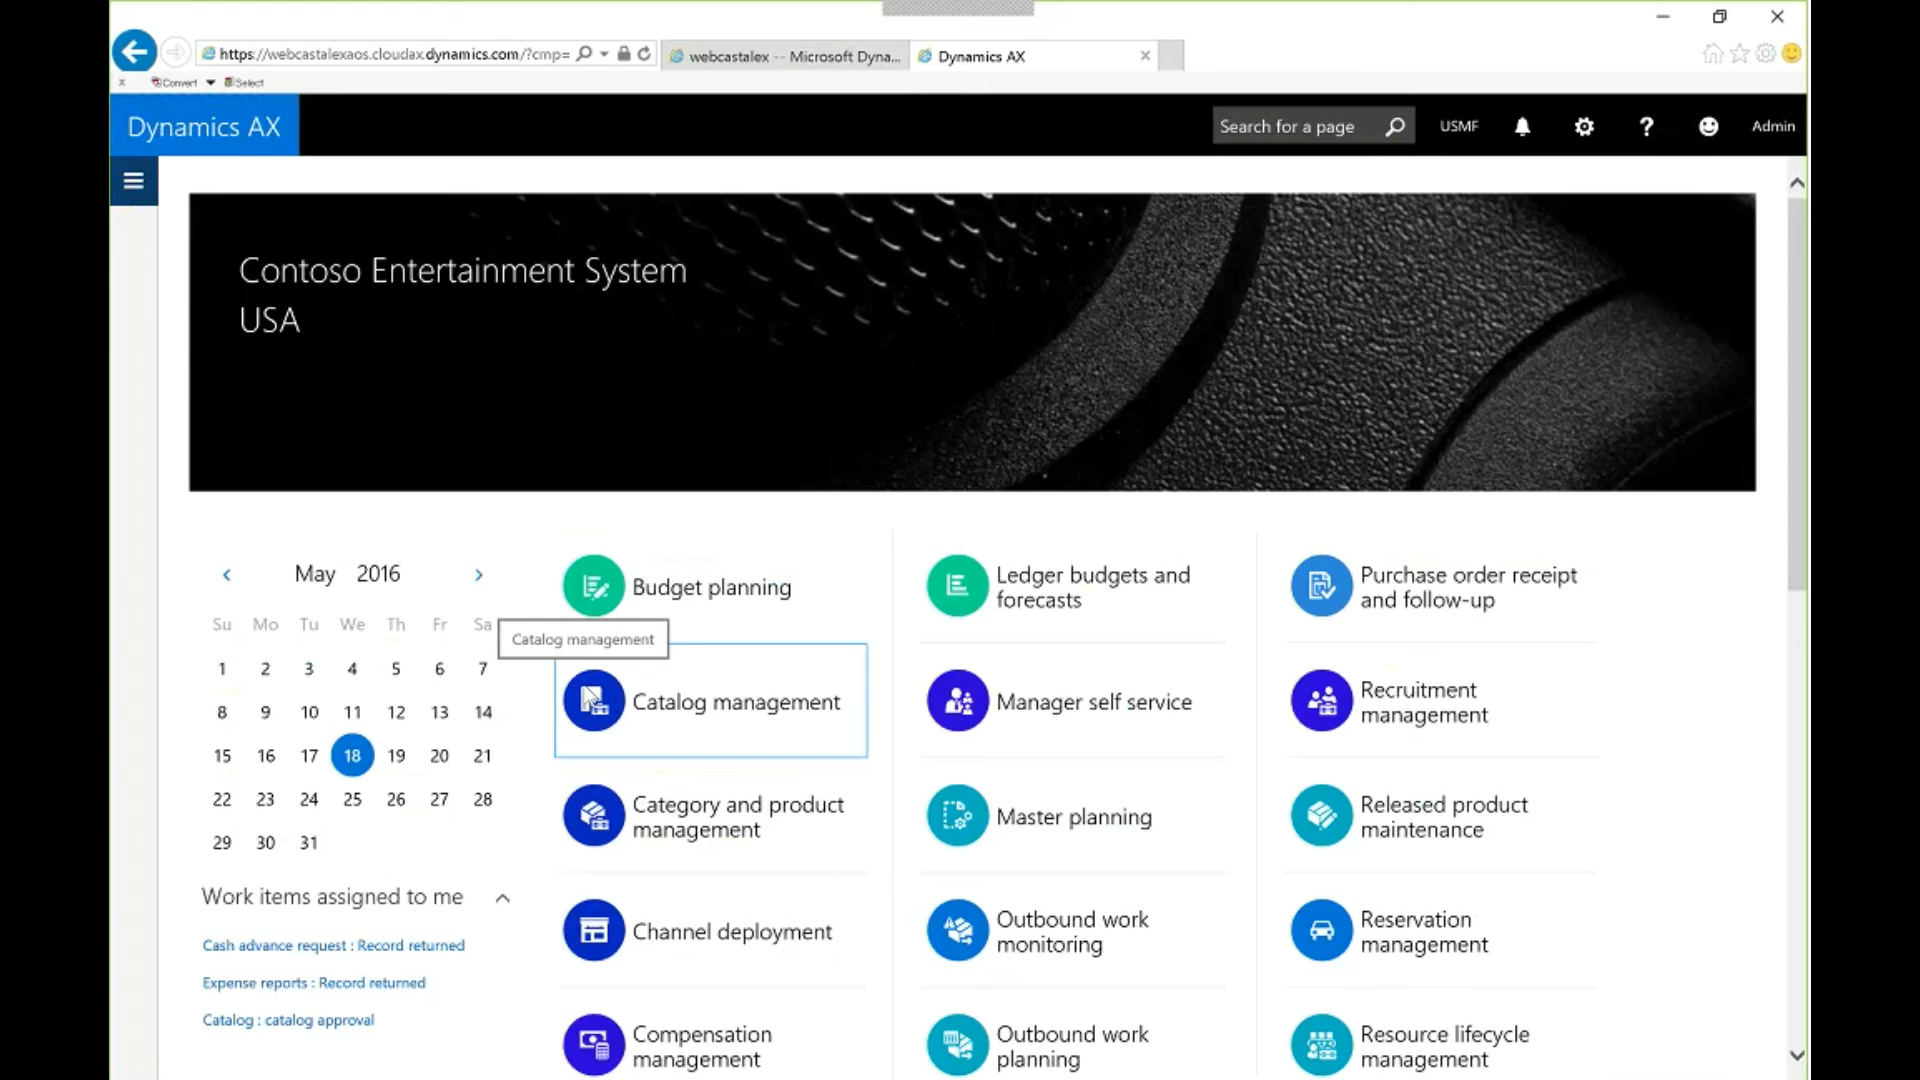 https://webcastalexaos.cloudax.dynamics.com/?cmp=
webcastalex -- Microsoft Dyna...
Dynamics AX
x Convert Select
Dynamics AX
Search for a page
USMF
?
Admin
Contoso Entertainment System
USA
May 2016
Su Mo Tu We Th Fr Sa
1 2 3 4 5 6 7
8 9 10 11 12 13 14
15 16 17 18 19 20 21
22 23 24 25 26 27 28
29 30 31
Work items assigned to me
Cash advance request : Record returned
Expense reports : Record returned
Catalog : catalog approval
Budget planning
Catalog management
Catalog management
Category and product
management
Channel deployment
Compensation
management
Ledger budgets and
forecasts
Manager self service
Master planning
Outbound work
monitoring
Outbound work
planning
Purchase order receipt
and follow-up
Recruitment
management
Released product
maintenance
Reservation
management
Resource lifecycle
management